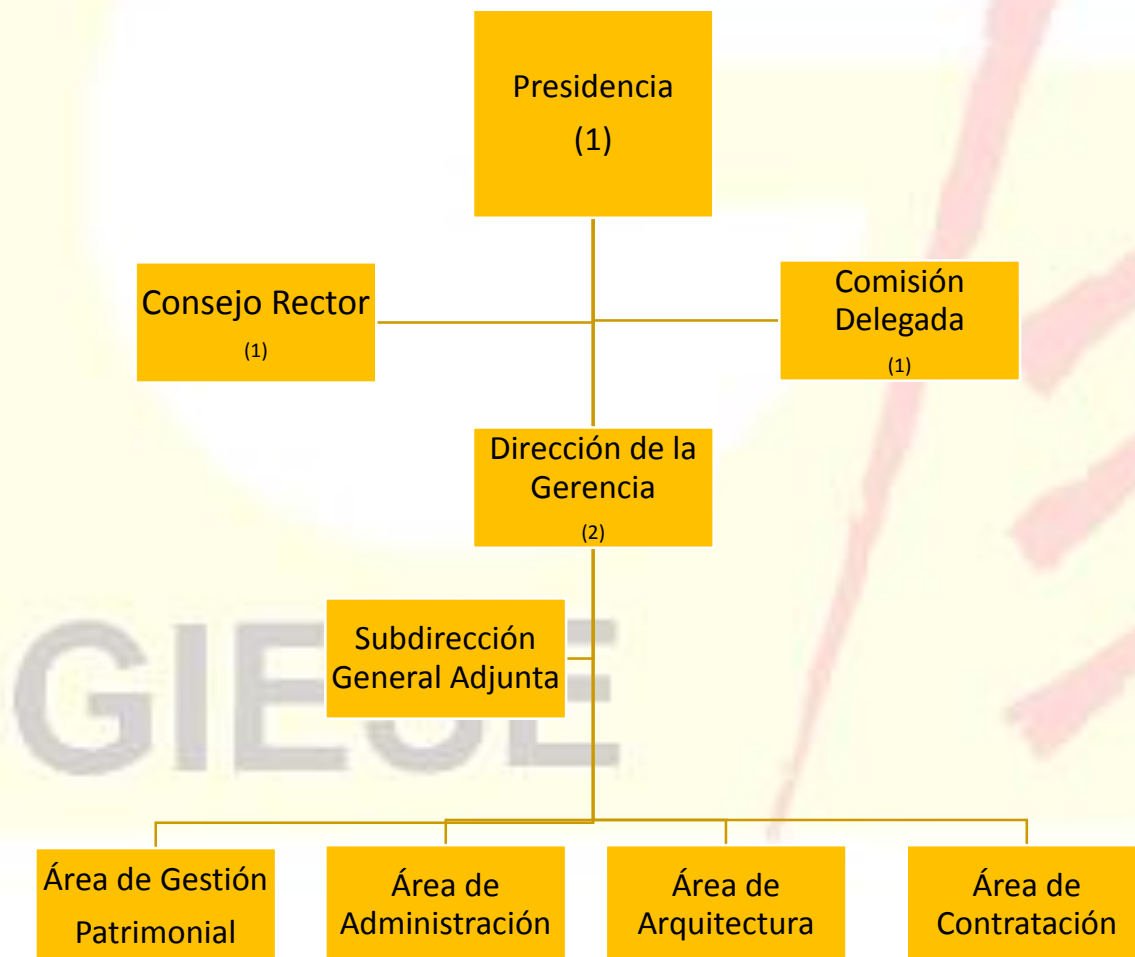 Presidencia
(1)
Consejo Rector
(1)
Comisión
Delegada
(1)
Dirección de la
Gerencia
(2)
Subdirección
General Adjunta
GIESE
Área de Gestión
Patrimonial
Área de
Administración
Área de
Arquitectura
Área de
Contratación